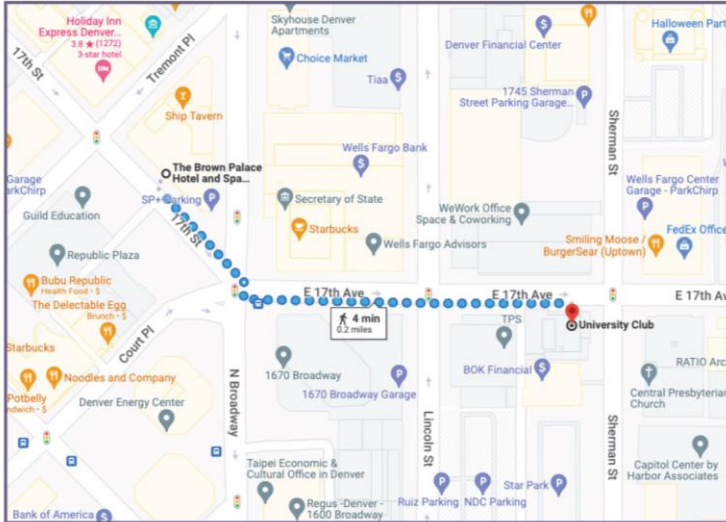 Holiday Inn
Express Denver...
3.8 ★ (1272)
3-star hotel
17th St
Tremont Pl
Skyhouse Denver
Apartments
Choice Market
Tiaa
Denver Financial Center
Halloween Part
1745 Sherman
Street Parking Garage...
Ship Tavern
Sherman St
Garage
arkChirp
The Brown Palace
Hotel and Spa...
Wells Fargo Bank
SP+ Parking
Guild Education
17th St
Secretary of State
Starbucks
WeWork Office
Space & Coworking
Wells Fargo Center
Garage - ParkChirp
FedEx Office
Republic Plaza
Wells Fargo Advisors
Smiling Moose /
BurgerSear (Uptown)
Bubu Republic
Health Food • $
The Delectable Egg
Brunch • $
E 17th Ave
E 17th Ave
E 17th Ave
4 min
0.2 miles
TPS
University Club
Starbucks
Court Pl
1670 Broadway
BOK Financial
RATIO Arc
Noodles and Company
Potbelly
ndwich • $
N Broadway
1670 Broadway Garage
Central Presbyterian
Church
Denver Energy Center
Lincoln St
Sherman St
Taipei Economic &
Cultural Office in Denver
Capitol Center by
Harbor Associates
Star Park
Ruiz Parking
NDC Parking
Bank of America
Regus -Denver -
1600 Broadway